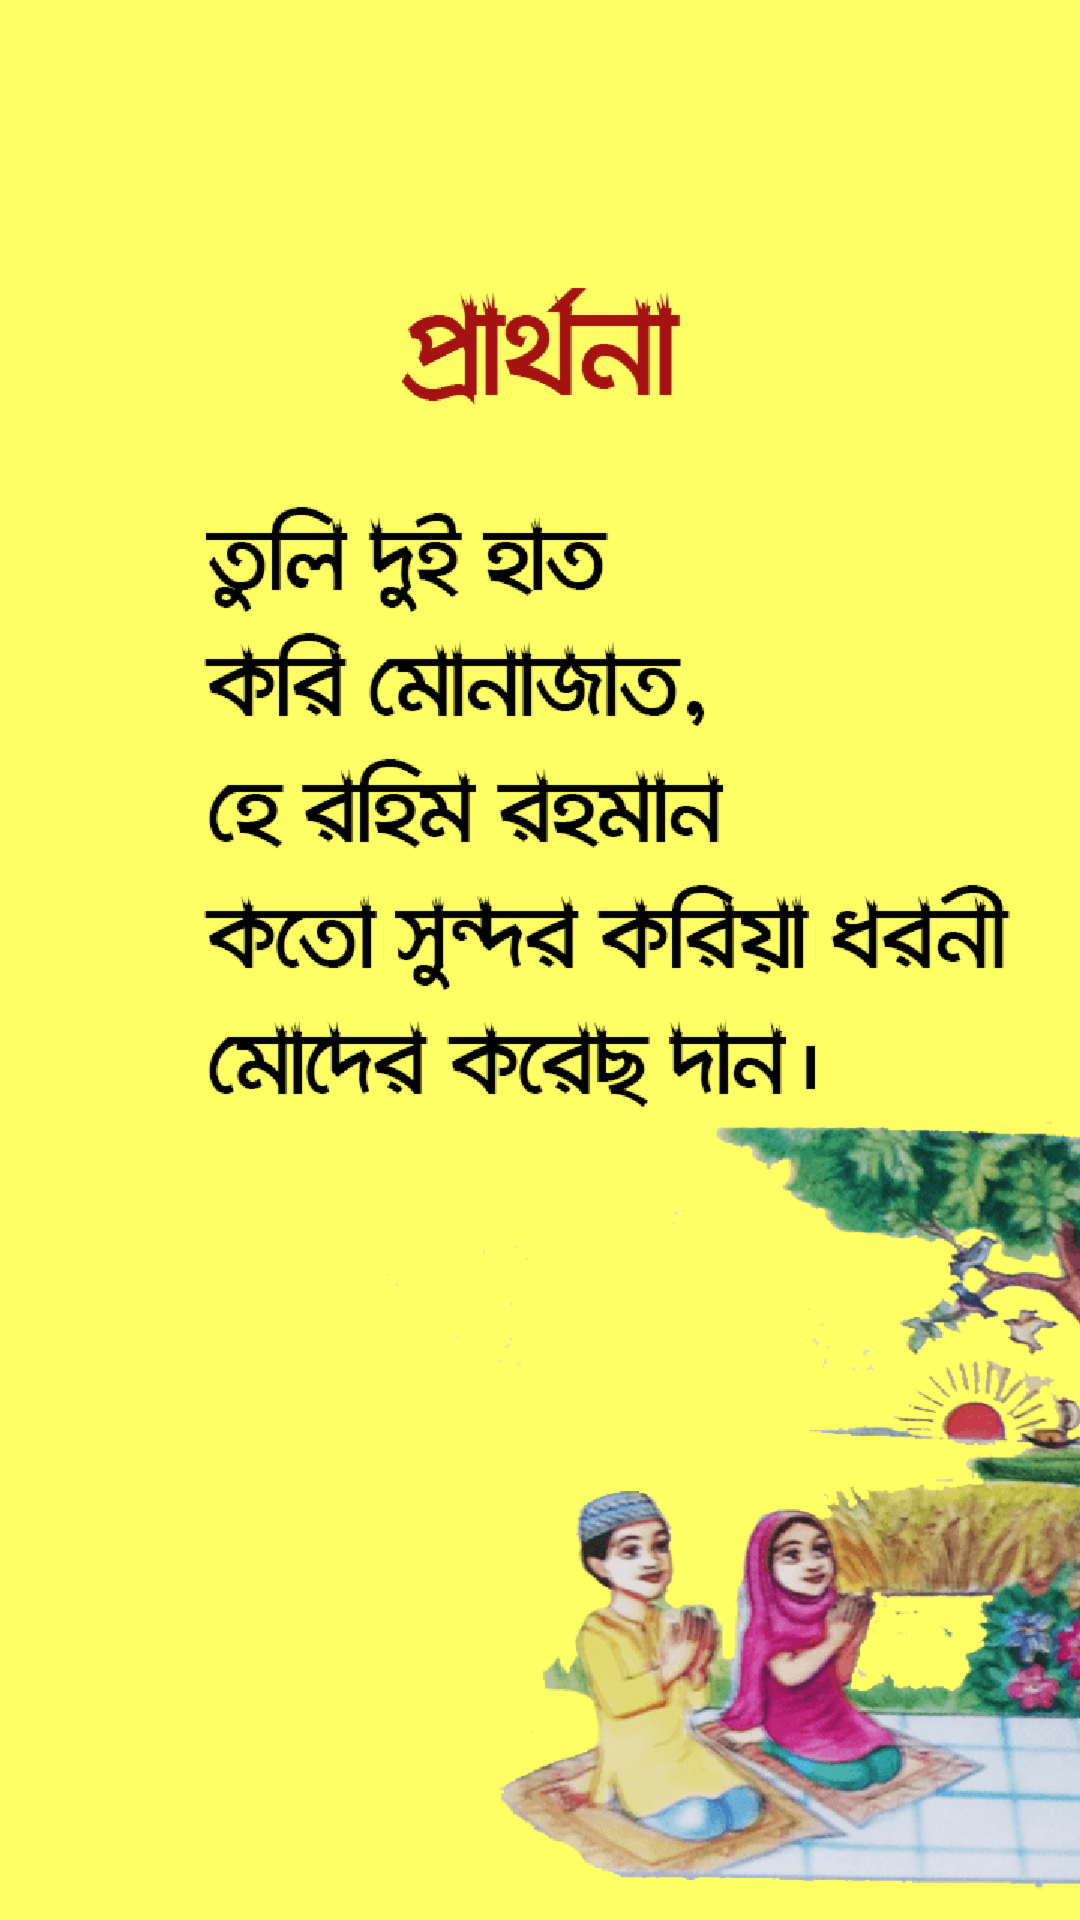 প্রার্থনা
তুলি দুই হাত
করি মোনাজাত,
হে রহিম রহমান
কতো সুন্দর করিয়া ধরনী
মোদের করেছ দান।